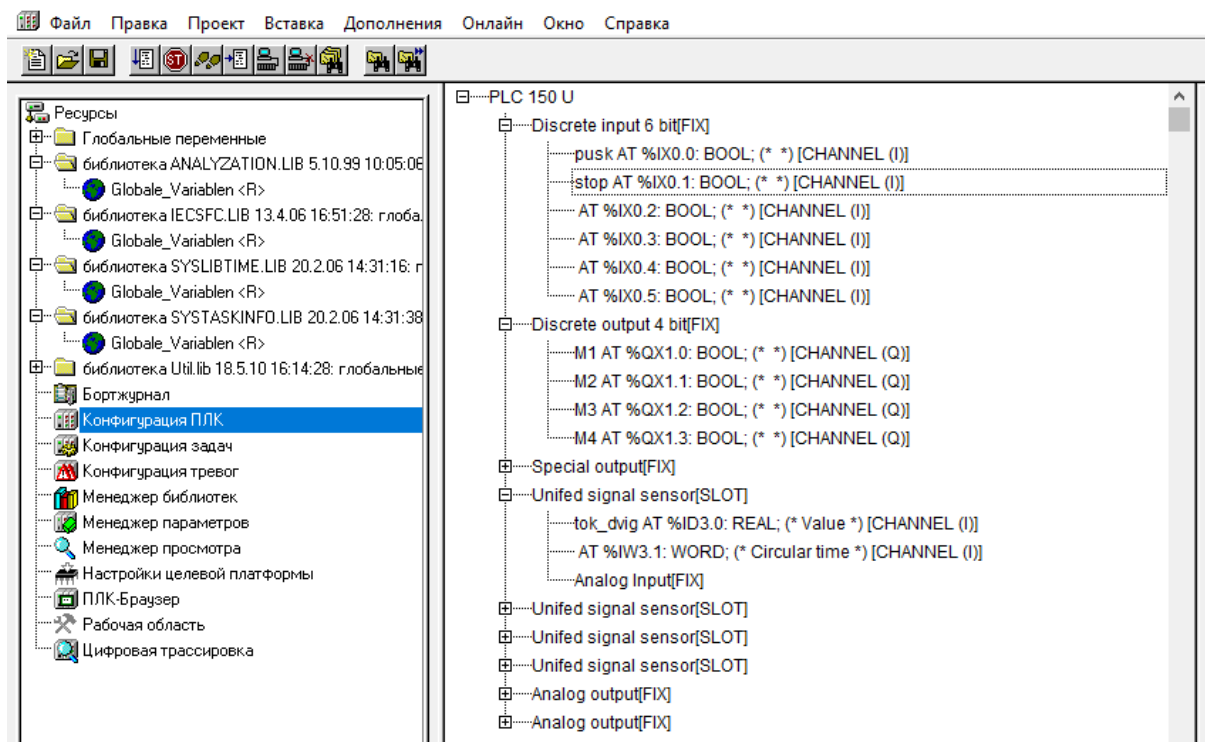 Файл Правка Проект Вставка Дополнения Онлайн Окно Справка
Ресурсы
Глобальные переменные
библиотека ANALYZATION.LIB 5.10.99 10:05:06
Globale_Variablen <R>
библиотека IECSFC.LIB 13.4.06 16:51:28: глоба.
Globale_Variablen <R>
библиотека SYSLIBTIME.LIB 20.2.06 14:31:16: г
Globale_Variablen <R>
библиотека SYSTASKINFO.LIB 20.2.06 14:31:38
Globale_Variablen <R>
библиотека Util.lib 18.5.10 16:14:28: глобальные
Бортжурнал
Конфигурация ПЛК
Конфигурация задач
Конфигурация тревог
Менеджер библиотек
Менеджер параметров
Менеджер просмотра
Настройки целевой платформы
ПЛК-Браузер
Рабочая область
Цифровая трассировка
PLC 150 U
Discrete input 6 bit[FIX]
pusk AT %IX0.0: BOOL; (* *) [CHANNEL (I)]
stop AT %IX0.1: BOOL; (* *) [CHANNEL (I)]
AT %IX0.2: BOOL; (* *) [CHANNEL (I)]
AT %IX0.3: BOOL; (* *) [CHANNEL (I)]
AT %IX0.4: BOOL; (* *) [CHANNEL (I)]
AT %IX0.5: BOOL; (* *) [CHANNEL (I)]
Discrete output 4 bit[FIX]
M1 AT %QX1.0: BOOL; (* *) [CHANNEL (Q)]
M2 AT %QX1.1: BOOL; (* *) [CHANNEL (Q)]
M3 AT %QX1.2: BOOL; (* *) [CHANNEL (Q)]
M4 AT %QX1.3: BOOL; (* *) [CHANNEL (Q)]
Special output[FIX]
Unifed signal sensor[SLOT]
tok_dvig AT %ID3.0: REAL; (* Value *) [CHANNEL (I)]
AT %IW3.1: WORD; (* Circular time *) [CHANNEL (I)]
Analog Input[FIX]
Unifed signal sensor[SLOT]
Unifed signal sensor[SLOT]
Unifed signal sensor[SLOT]
Analog output[FIX]
Analog output[FIX]